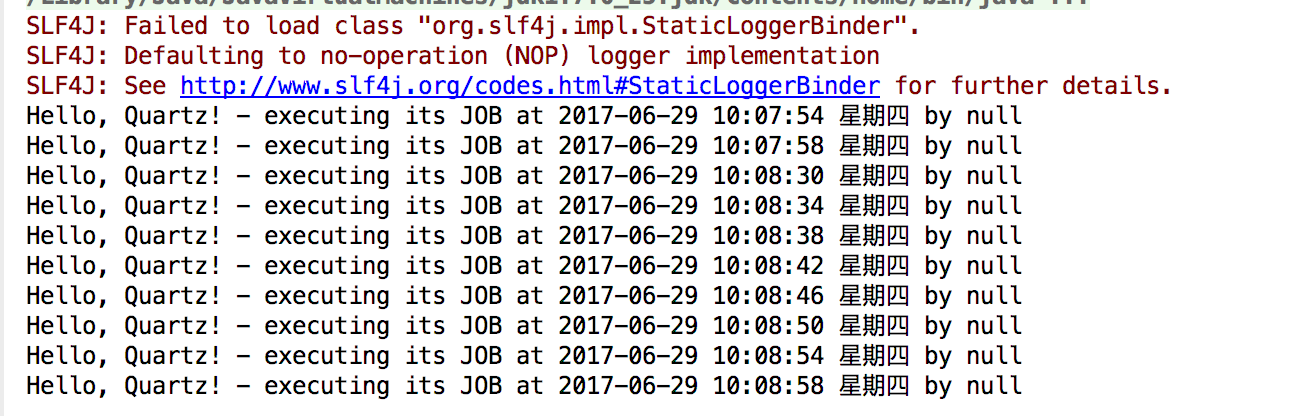 SLF4J: Failed to load class "org.slf4j.impl.StaticLoggerBinder".
SLF4J: Defaulting to no-operation (NOP) logger implementation
SLF4J: See http://www.slf4j.org/codes.html#StaticLoggerBinder for further details.
Hello, Quartz! - executing its JOB at 2017-06-29 10:07:54 星期四 by null
Hello, Quartz! - executing its JOB at 2017-06-29 10:07:58 星期四 by null
Hello, Quartz! - executing its JOB at 2017-06-29 10:08:30 星期四 by null
Hello, Quartz! - executing its JOB at 2017-06-29 10:08:34 星期四 by null
Hello, Quartz! - executing its JOB at 2017-06-29 10:08:38 星期四 by null
Hello, Quartz! - executing its JOB at 2017-06-29 10:08:42 星期四 by null
Hello, Quartz! - executing its JOB at 2017-06-29 10:08:46 星期四 by null
Hello, Quartz! - executing its JOB at 2017-06-29 10:08:50 星期四 by null
Hello, Quartz! - executing its JOB at 2017-06-29 10:08:54 星期四 by null
Hello, Quartz! - executing its JOB at 2017-06-29 10:08:58 星期四 by null